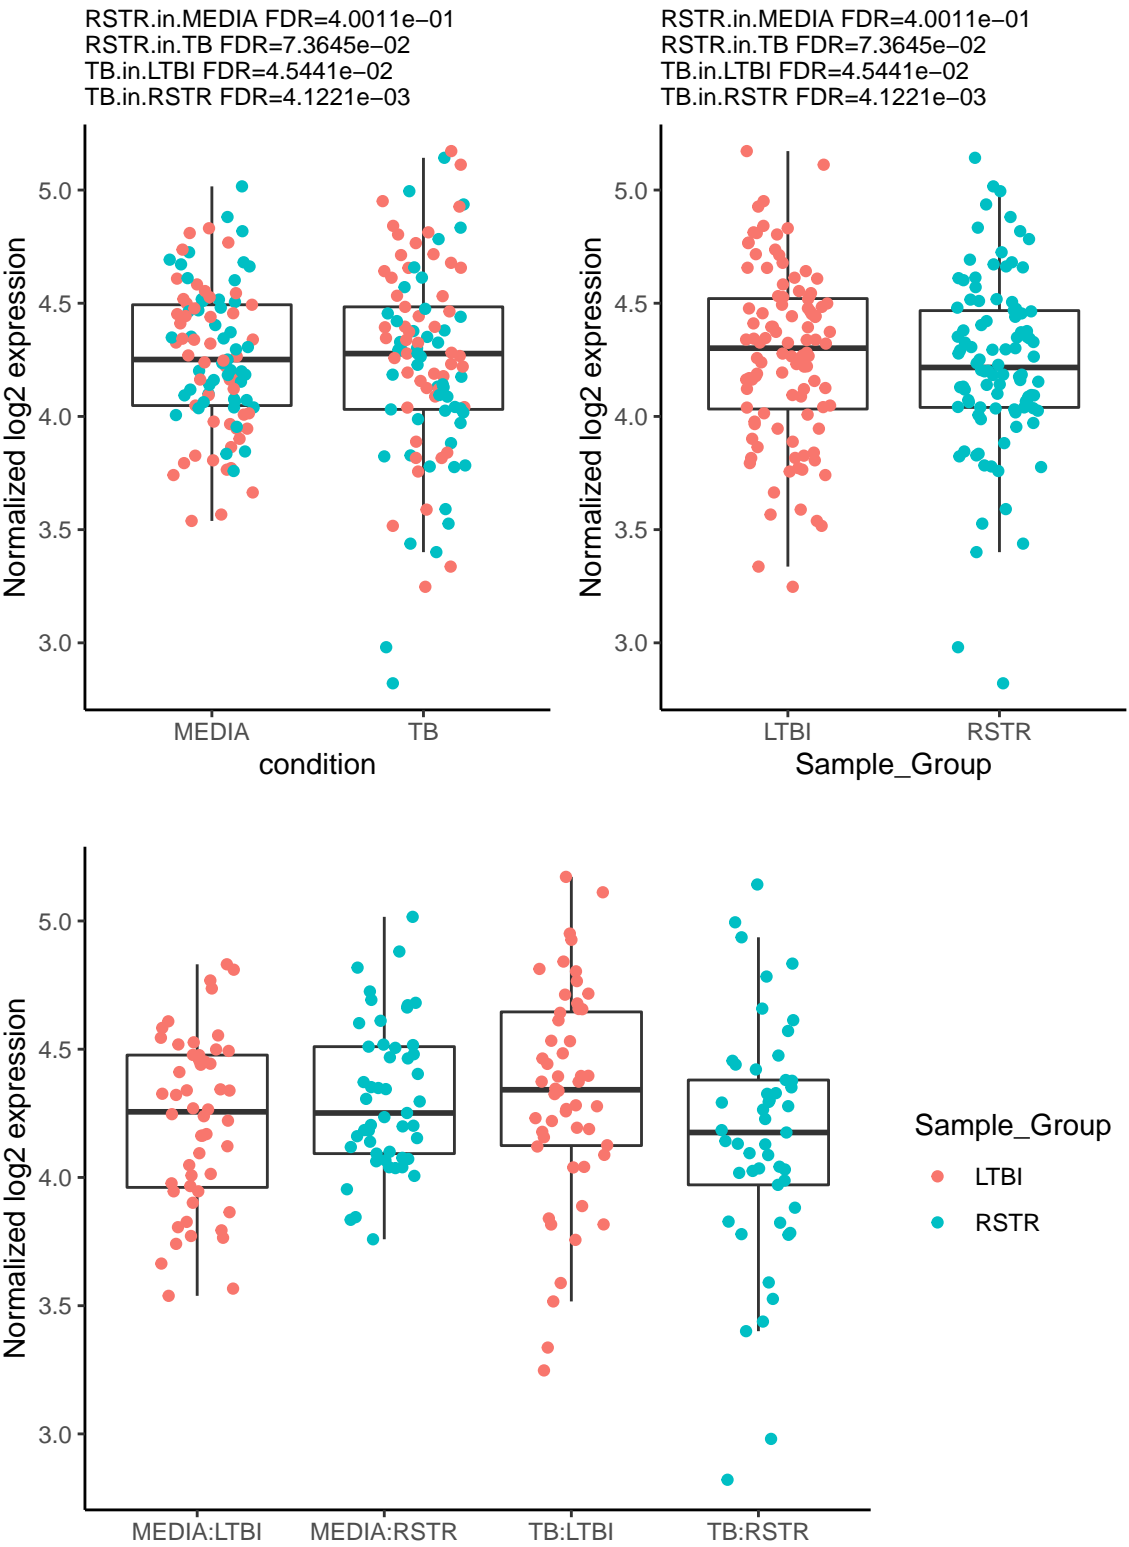 RSTR.in.MEDIA FDR=4.0011e−01
RSTR.in.TB FDR=7.3645e−02
TB.in.LTBI FDR=4.5441e−02
TB.in.RSTR FDR=4.1221e−03
5.0
4.5
4.0
3.5
3.0
Normalized log2 expression
MEDIA TB
condition
RSTR.in.MEDIA FDR=4.0011e−01
RSTR.in.TB FDR=7.3645e−02
TB.in.LTBI FDR=4.5441e−02
TB.in.RSTR FDR=4.1221e−03
5.0
4.5
4.0
3.5
3.0
Normalized log2 expression
LTBI RSTR
Sample_Group
5.0
4.5
4.0
3.5
3.0
Normalized log2 expression
MEDIA:LTBI MEDIA:RSTR TB:LTBI TB:RSTR
Sample_Group
LTBI
RSTR